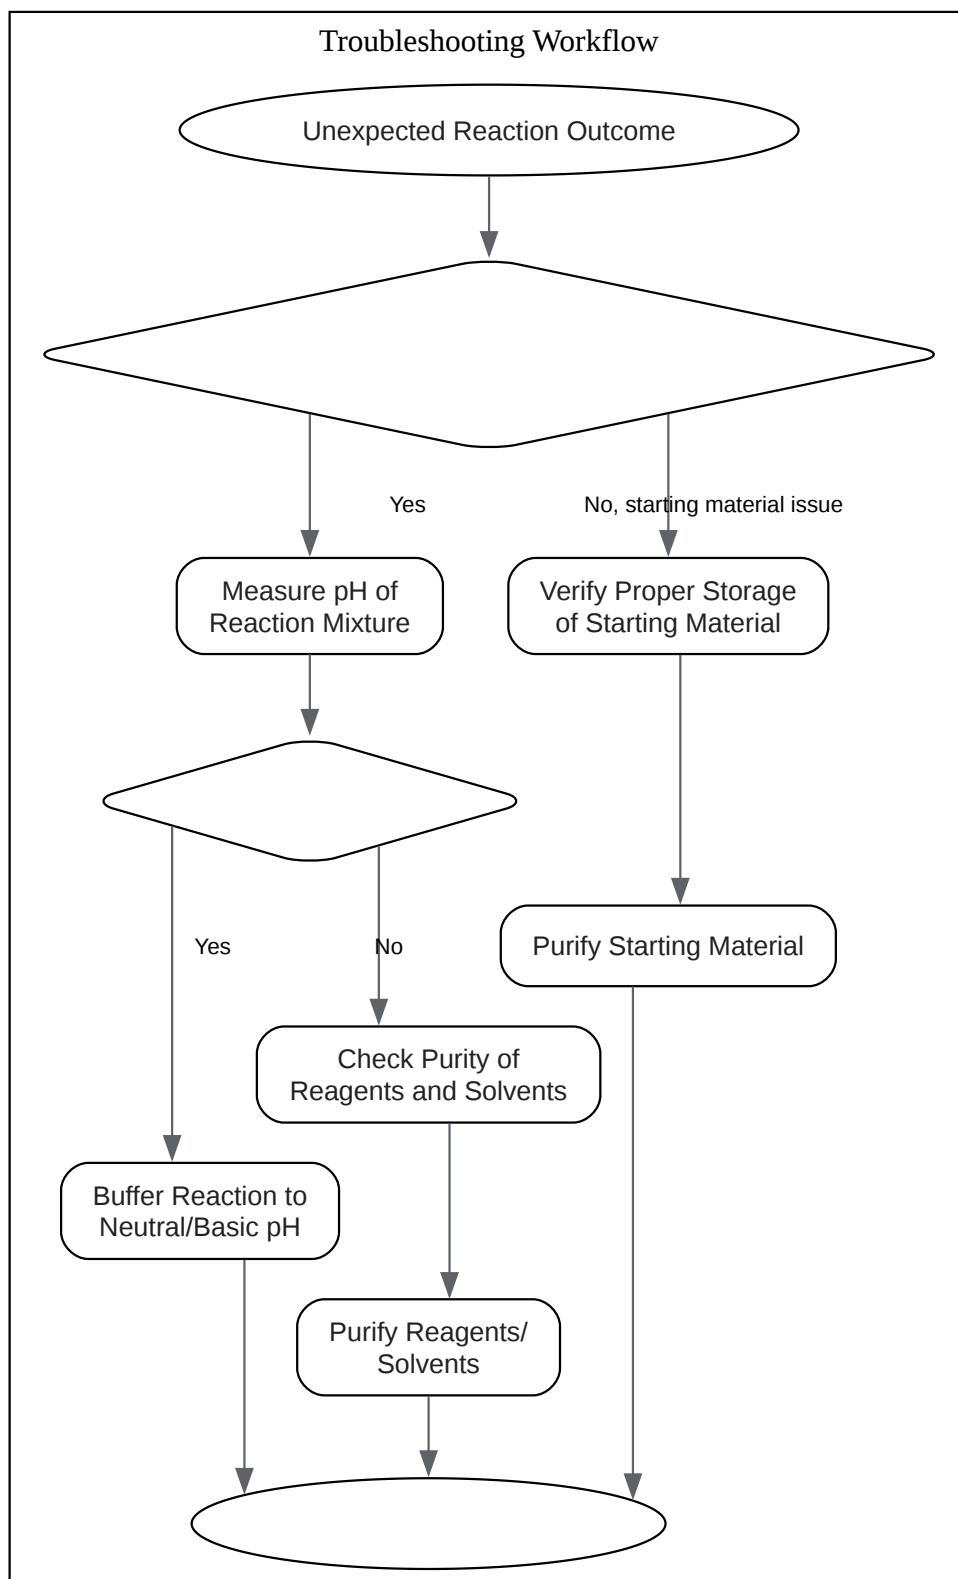 Troubleshooting Workflow
Unexpected Reaction Outcome
Yes
No, starting material issue
Measure pH of
Reaction Mixture
Verify Proper Storage
of Starting Material
Yes
No
Purify Starting Material
Check Purity of
Reagents and Solvents
Buffer Reaction to
Neutral/Basic pH
Purify Reagents/
Solvents